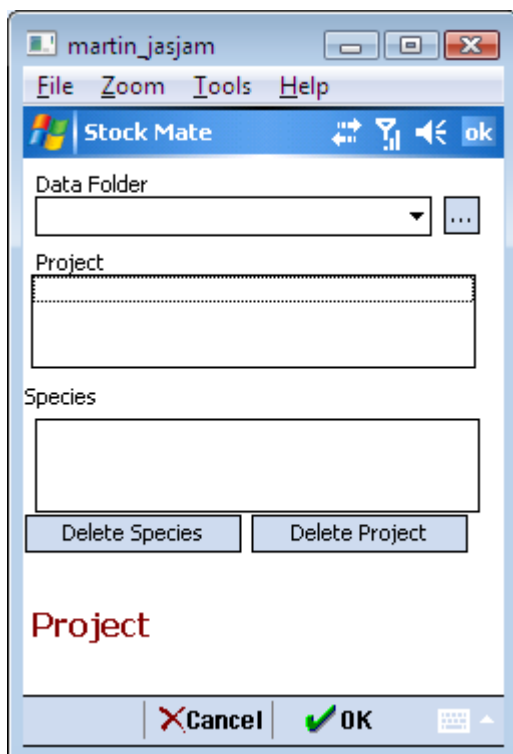 martin_jasjam
File Zoom Tools Help
Stock Mate ok
Data Folder
...
Project
Species
Delete Species Delete Project
Project
Cancel OK